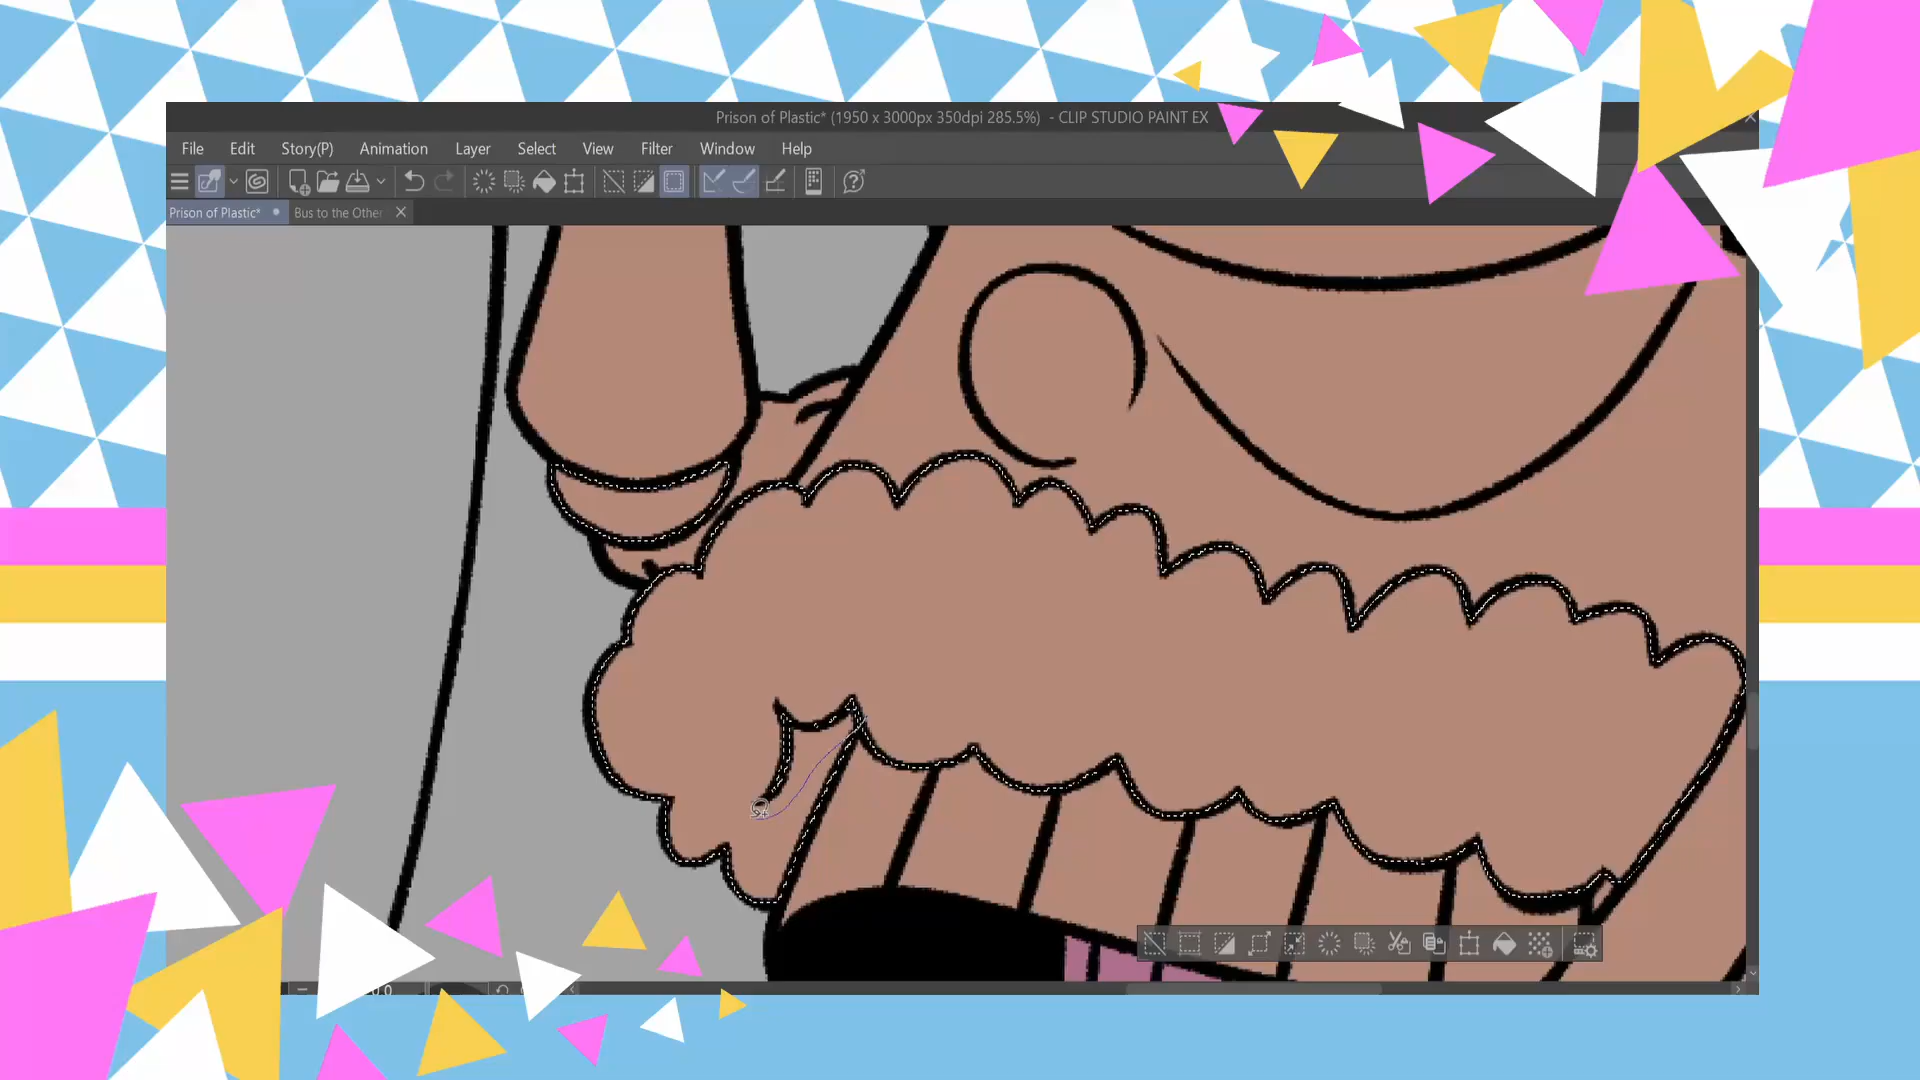 Prison of Plastic* (1950 x 3000px 350dpi 285.5%) - CLIP STUDIO PAINT EX
File Edit Story(P) Animation Layer Select View Filter Window Help
Prison of Plastic* Bus to the Other